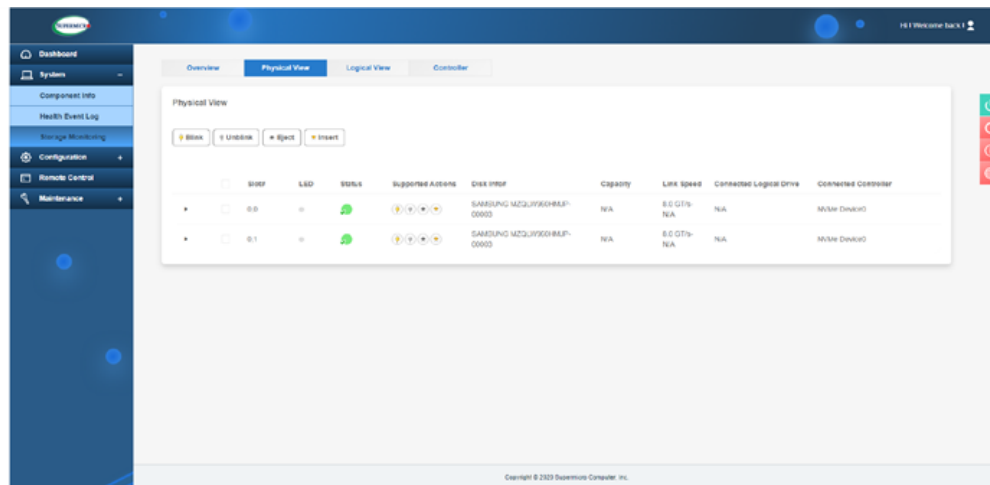 SUPERMICRO
Hi ! Welcome back !
Dashboard
System
Component Info
Health Event Log
Storage Monitoring
Configuration
Remote Control
Maintenance
Overview Physical View Logical View Controller
Physical View
Blink Unblink Eject Insert
Slot# LED Status Supported Actions Disk Info# Capacity Link Speed Connected Logical Drive Connected Controller
0:0 SAMSUNG MZQLW960HMJP-00003 N/A 8.0 GT/s-N/A N/A NVMe Device0
0:1 SAMSUNG MZQLW960HMJP-00003 N/A 8.0 GT/s-N/A N/A NVMe Device0
Copyright © 2020 Supermicro Computer, Inc.